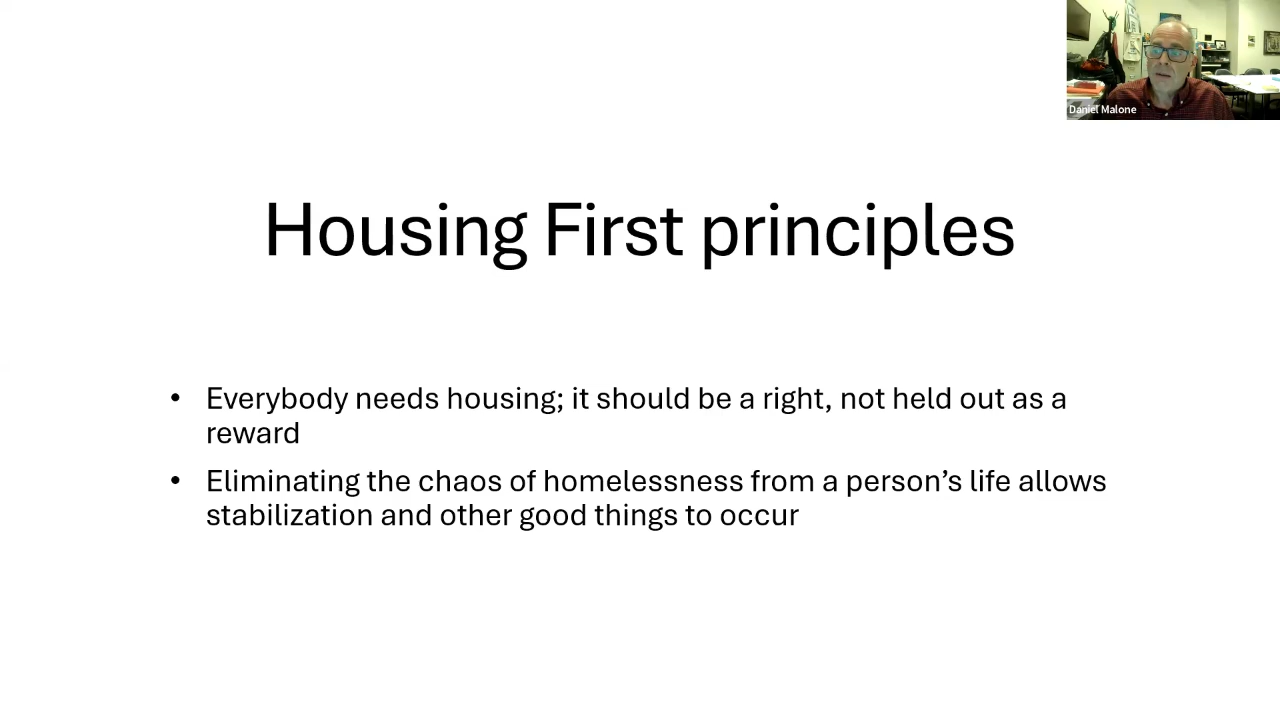 Daniel Malone
Housing First principles
• Everybody needs housing; it should be a right, not held out as a
reward
• Eliminating the chaos of homelessness from a person’s life allows
stabilization and other good things to occur